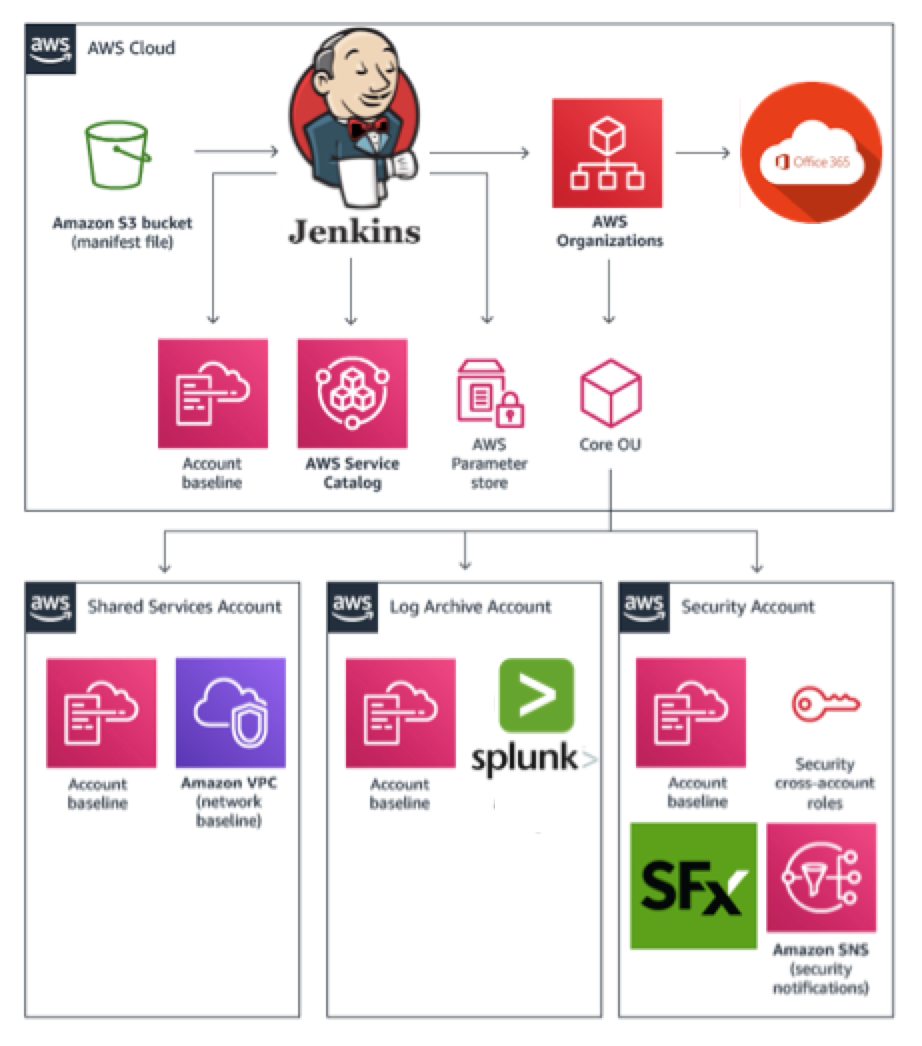 aws
AWS Cloud
Jenkins
Office 365
Amazon S3 bucket
(manifest file)
AWS
Organizations
Account
baseline
AWS Service
Catalog
AWS
Parameter
store
Core OU
aws
Shared Services Account
aws
Log Archive Account
aws
Security Account
Account
baseline
Amazon VPC
(network
baseline)
Account
baseline
splunk>
Account
baseline
Security
cross-account
roles
SFx
Amazon SNS
(security
notifications)